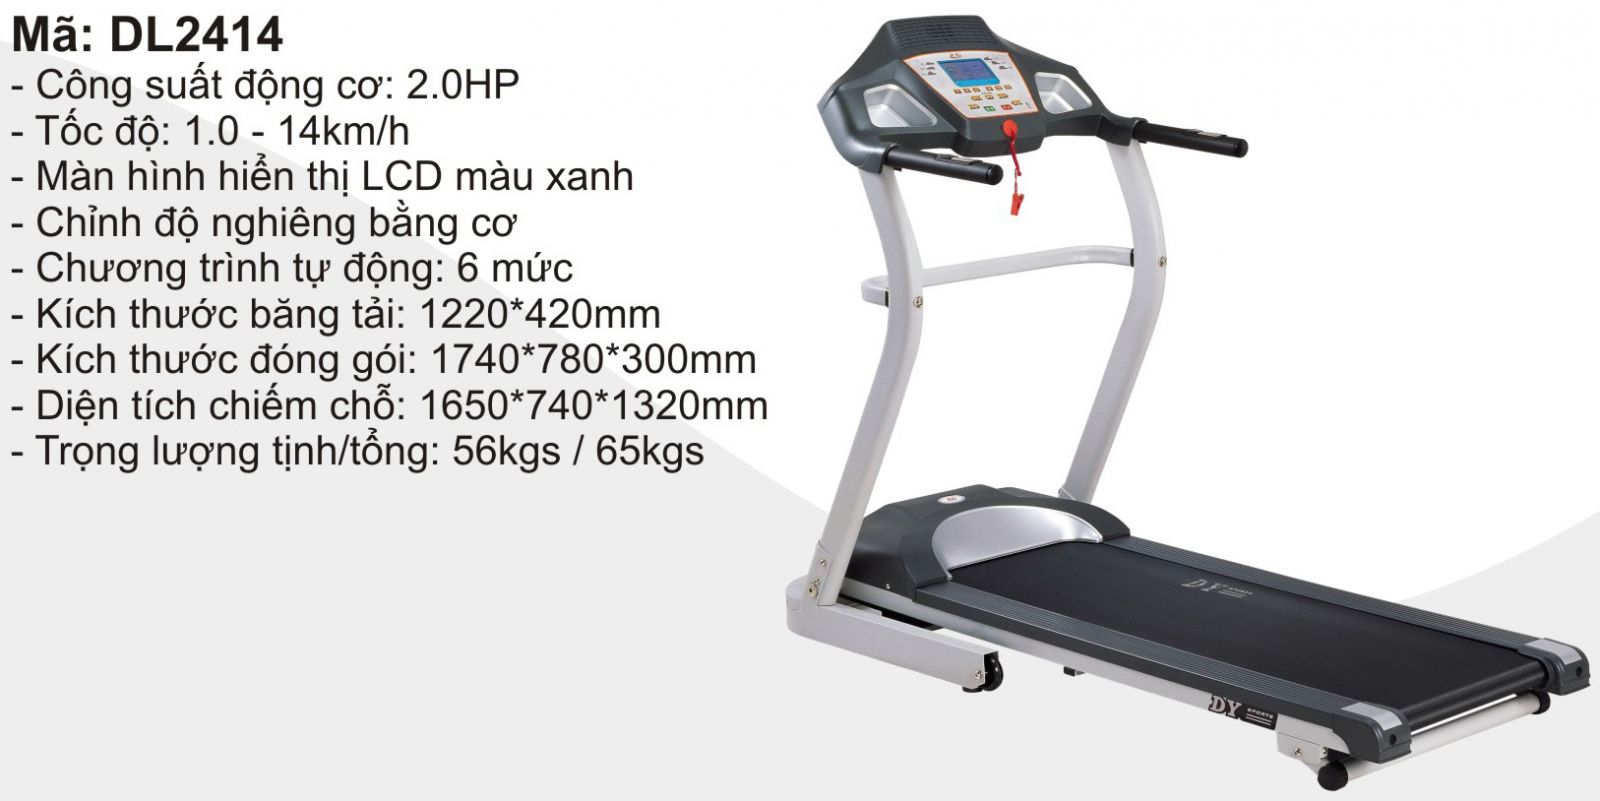 Mã: DL2414
- Công suất động cơ: 2.0HP
- Tốc độ: 1.0 - 14km/h
- Màn hình hiển thị LCD màu xanh
- Chỉnh độ nghiêng bằng cơ
- Chương trình tự động: 6 mức
- Kích thước băng tải: 1220*420mm
- Kích thước đóng gói: 1740*780*300mm
- Diện tích chiếm chỗ: 1650*740*1320mm
- Trọng lượng tịnh/tổng: 56kgs / 65kgs
DY
DY SPORTS